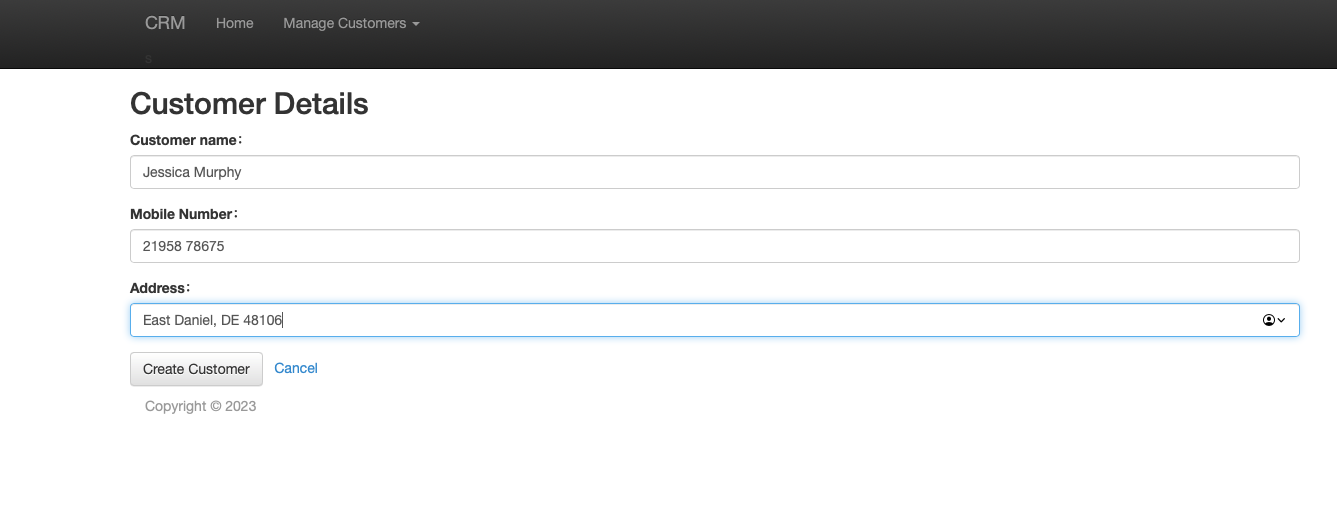 CRM Home Manage Customers
s
Customer Details
Customer name:
Jessica Murphy
Mobile Number:
21958 78675
Address:
East Daniel, DE 48106
Create Customer Cancel
Copyright © 2023